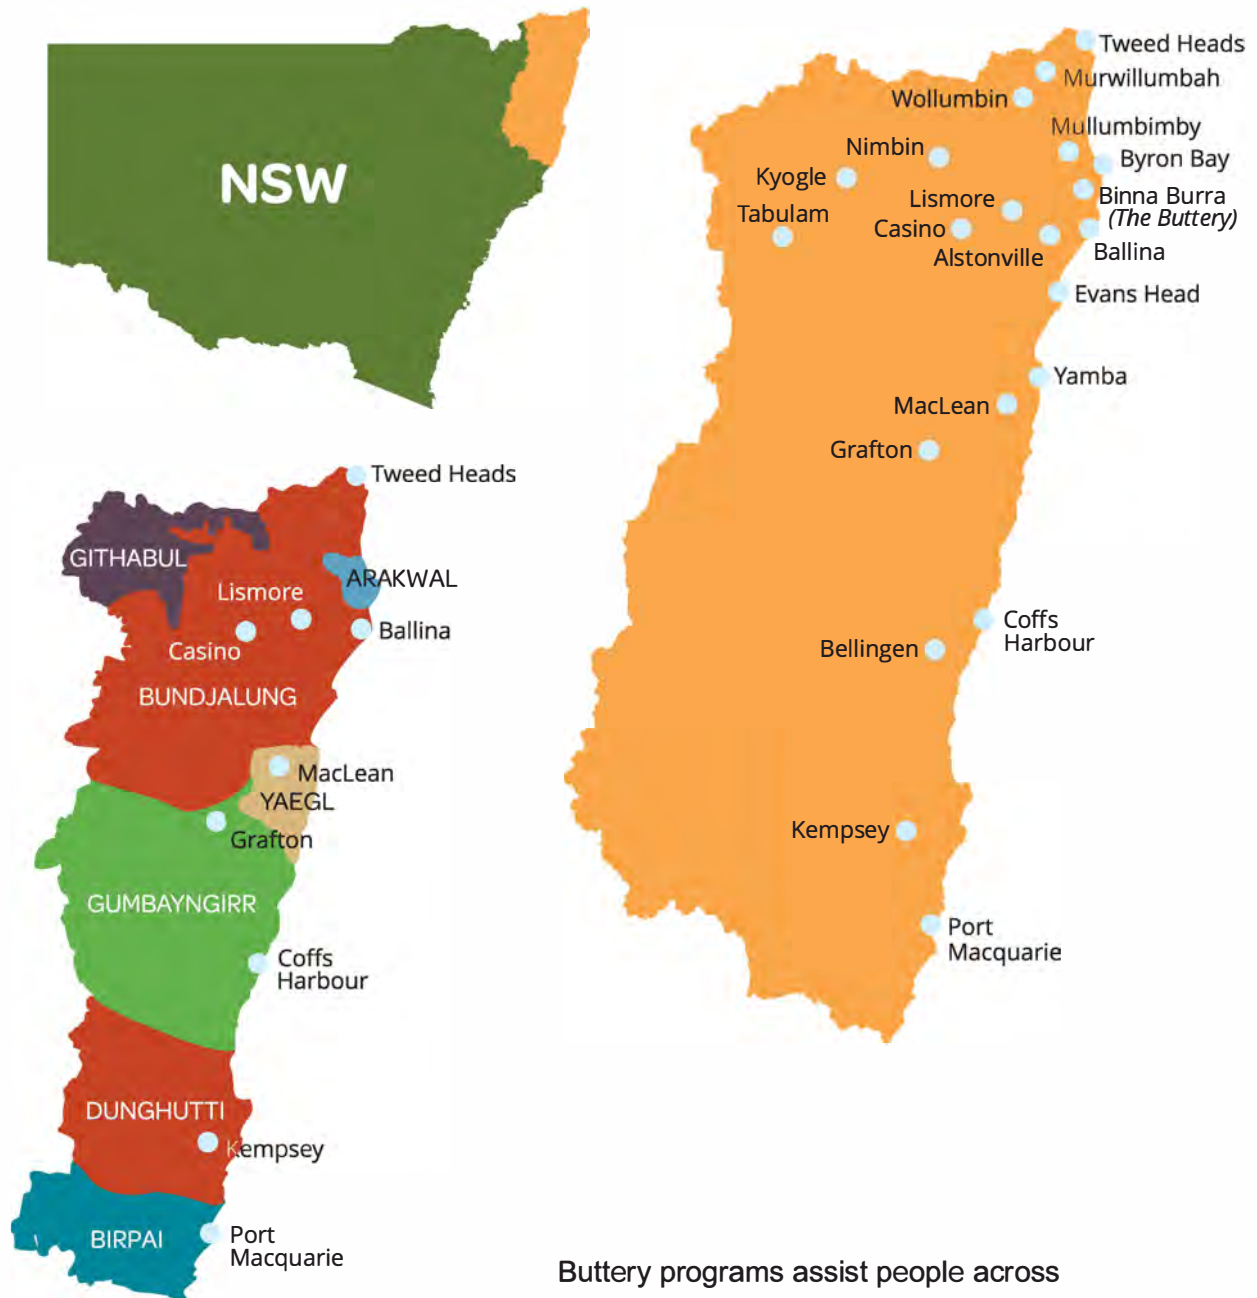 NSW
Tweed Heads
Murwillumbah
Wollumbin
Mullumbimby
Nimbin
Byron Bay
Kyogle
Binna Burra
(The Buttery)
Lismore
Tabulam
Casino
Ballina
Alstonville
Evans Head
Yamba
MacLean
Grafton
Coffs
Harbour
Bellingen
Kempsey
Port
Macquarie
Tweed Heads
GITHABUL
ARAKWAL
Lismore
Ballina
Casino
BUNDJALUNG
MacLean
YAEGL
Grafton
GUMBAYNGIRR
Coffs
Harbour
DUNGHUTTI
Kempsey
BIRPAI
Port
Macquarie
Buttery programs assist people across